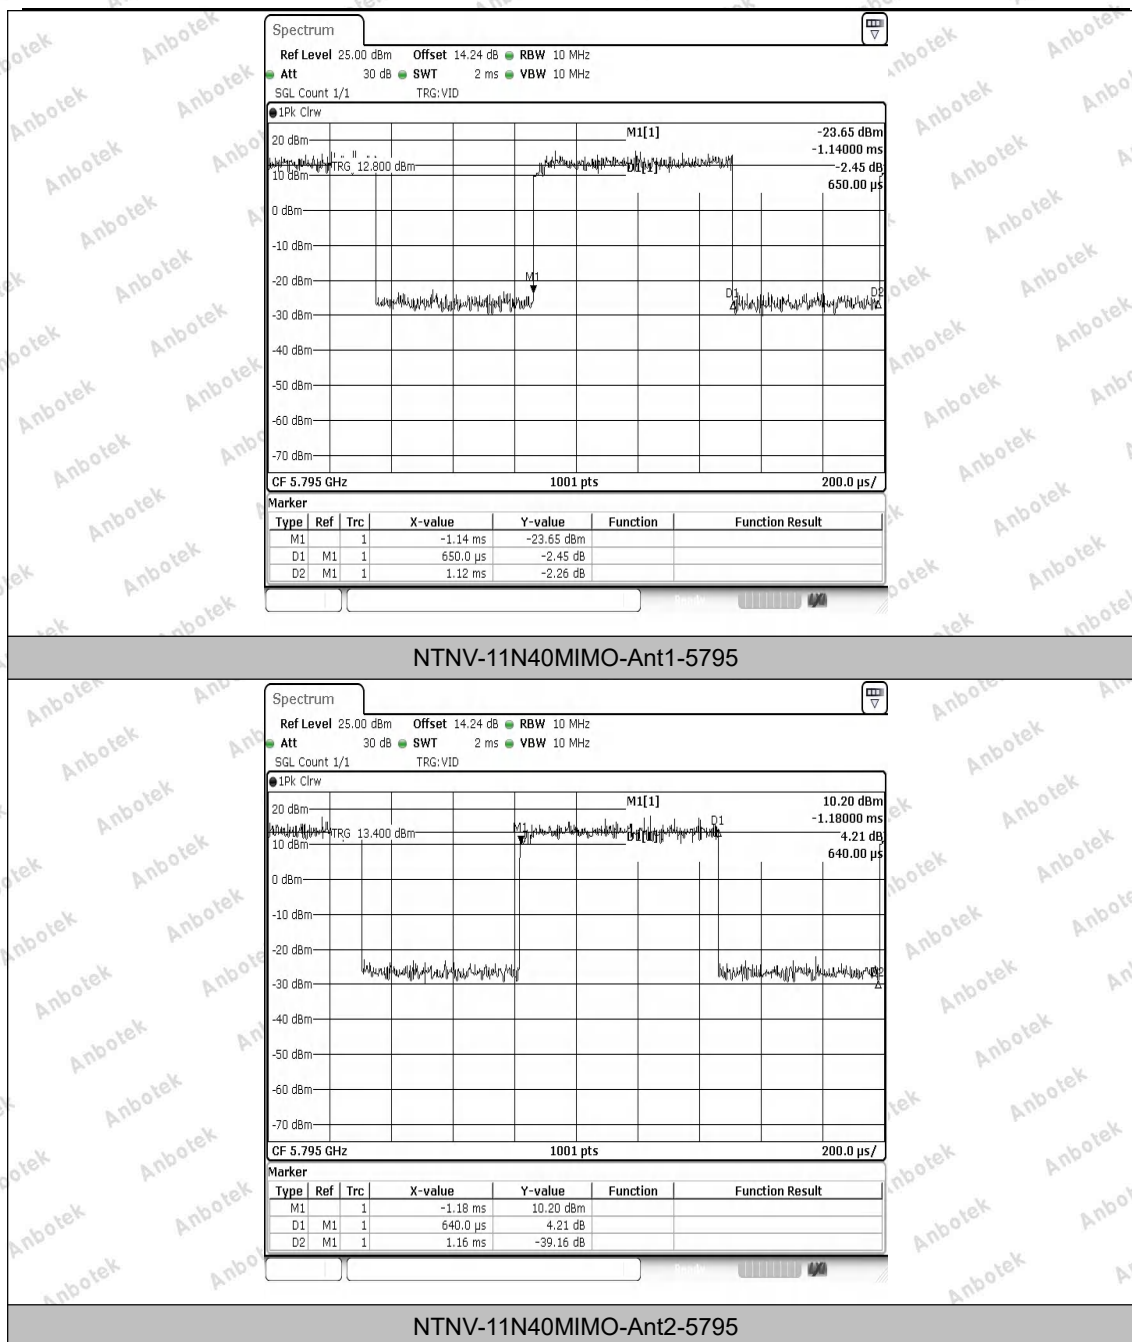 Spectrum
Ref Level 25.00 dBm Offset 14.24 dB RBW 10 MHz
Att 30 dB SWT 2 ms VBW 10 MHz
SGL Count 1/1 TRG:VID
1Pk Clrw
M1[1] -23.65 dBm
-1.14000 ms
D1[1] -2.45 dB
650.00 µs
20 dBm
TRG 12.800 dBm
10 dBm
0 dBm
-10 dBm
-20 dBm
M1
D1
D2
-30 dBm
-40 dBm
-50 dBm
-60 dBm
-70 dBm
CF 5.795 GHz 1001 pts 200.0 µs/
Marker
Type Ref Trc X-value Y-value Function Function Result
M1 1 -1.14 ms -23.65 dBm
D1 M1 1 650.0 µs -2.45 dB
D2 M1 1 1.12 ms -2.26 dB
NTNV-11N40MIMO-Ant1-5795
Spectrum
Ref Level 25.00 dBm Offset 14.24 dB RBW 10 MHz
Att 30 dB SWT 2 ms VBW 10 MHz
SGL Count 1/1 TRG:VID
1Pk Clrw
M1[1] 10.20 dBm
-1.18000 ms
D1[1] 4.21 dB
640.00 µs
20 dBm
M1
D1
TRG 13.400 dBm
10 dBm
0 dBm
-10 dBm
-20 dBm
-30 dBm
-40 dBm
-50 dBm
-60 dBm
-70 dBm
CF 5.795 GHz 1001 pts 200.0 µs/
Marker
Type Ref Trc X-value Y-value Function Function Result
M1 1 -1.18 ms 10.20 dBm
D1 M1 1 640.0 µs 4.21 dB
D2 M1 1 1.16 ms -39.16 dB
NTNV-11N40MIMO-Ant2-5795